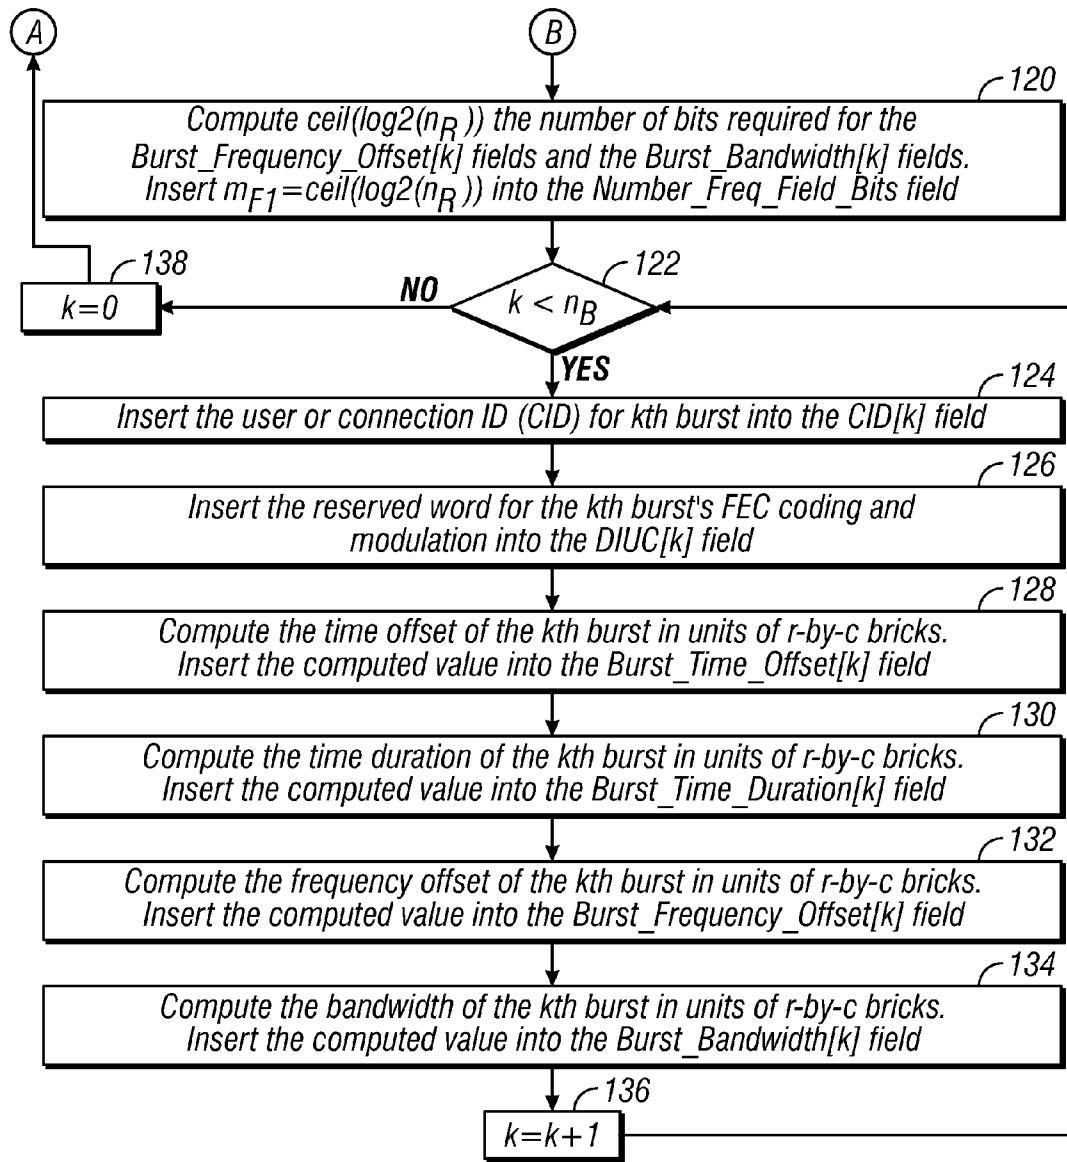 A
B
120
Compute ceil(log2(n_R)) the number of bits required for the
Burst_Frequency_Offset[k] fields and the Burst_Bandwidth[k] fields.
Insert m_F1=ceil(log2(n_R)) into the Number_Freq_Field_Bits field
138
k=0
NO
122
k < n_B
YES
124
Insert the user or connection ID (CID) for kth burst into the CID[k] field
126
Insert the reserved word for the kth burst's FEC coding and
modulation into the DIUC[k] field
128
Compute the time offset of the kth burst in units of r-by-c bricks.
Insert the computed value into the Burst_Time_Offset[k] field
130
Compute the time duration of the kth burst in units of r-by-c bricks.
Insert the computed value into the Burst_Time_Duration[k] field
132
Compute the frequency offset of the kth burst in units of r-by-c bricks.
Insert the computed value into the Burst_Frequency_Offset[k] field
134
Compute the bandwidth of the kth burst in units of r-by-c bricks.
Insert the computed value into the Burst_Bandwidth[k] field
136
k=k+1